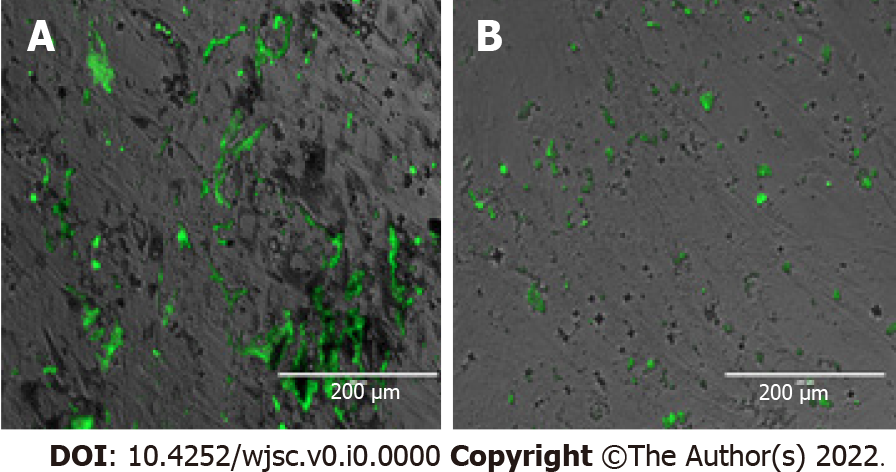 A
B
200 µm
200 µm
DOI: 10.4252/wjsc.v0.i0.0000 Copyright ©The Author(s) 2022.